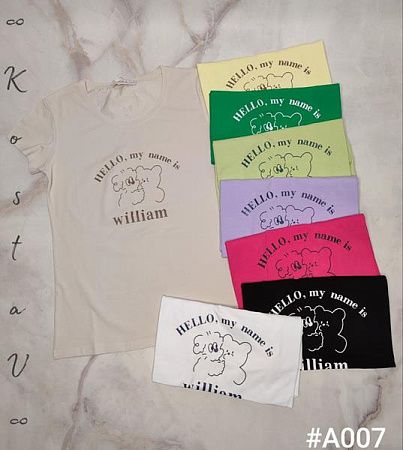 ∞ K o s t a V ∞
HELLO, my name is
william
HELLO, my name is
HELLO, my name is
HELLO, my name is
HELLO, my name is
HELLO, my name is
HELLO, my name is
william
HELLO, my name is
william
#A007